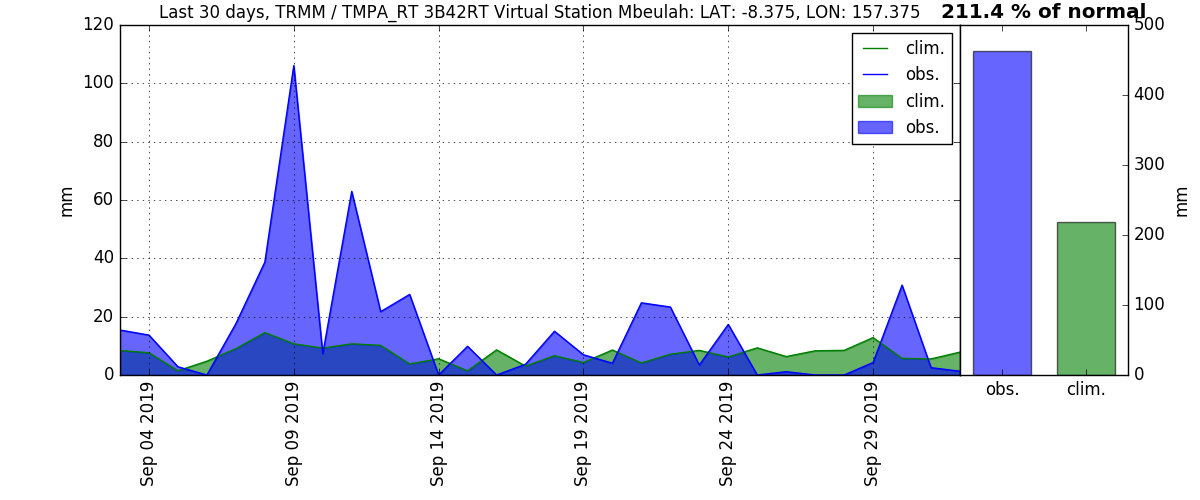 Last 30 days, TRMM / TMPA_RT 3B42RT Virtual Station Mbeulah: LAT: -8.375, LON: 157.375
211.4 % of normal
120
100
80
60
40
20
0
mm
clim.
obs.
clim.
obs.
Sep 04 2019
Sep 09 2019
Sep 14 2019
Sep 19 2019
Sep 24 2019
Sep 29 2019
500
400
300
200
100
0
mm
obs.
clim.